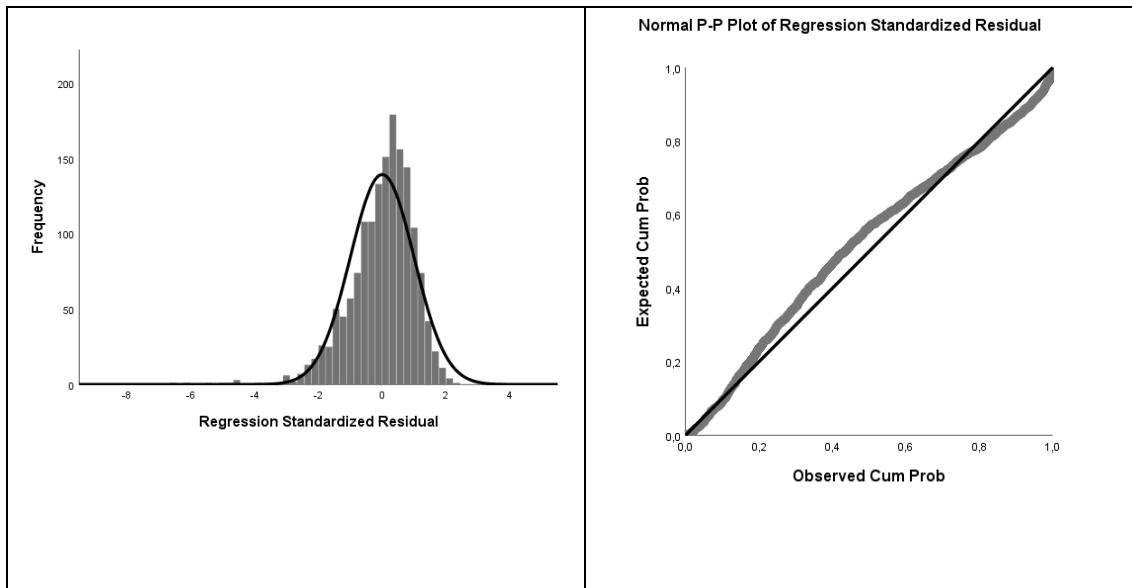 200
150
100
50
0
Frequency
-8 -6 -4 -2 0 2 4
Regression Standardized Residual
Normal P-P Plot of Regression Standardized Residual
1,0
0,8
0,6
0,4
0,2
0,0
Expected Cum Prob
0,0 0,2 0,4 0,6 0,8 1,0
Observed Cum Prob